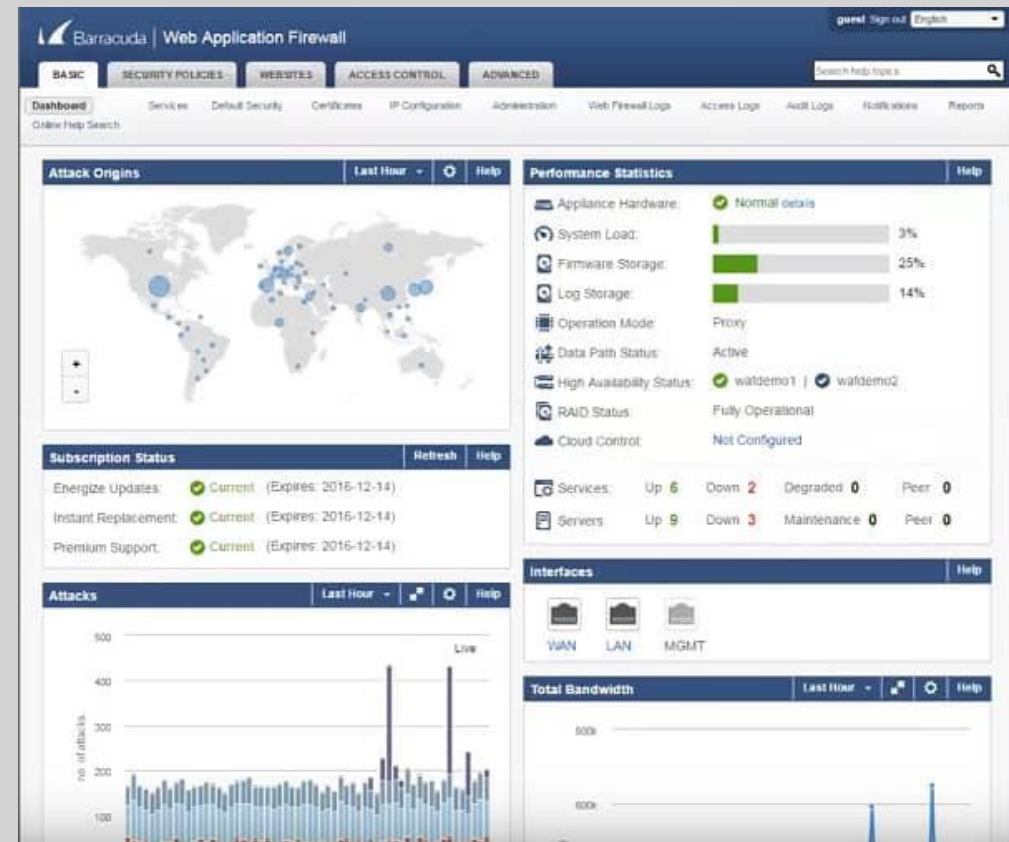 Barracuda | Web Application Firewall
guest Sign out English
BASIC SECURITY POLICIES WEBSITES ACCESS CONTROL ADVANCED
Search help topics
Dashboard Services Default Security Certificates IP Configuration Administration Web Firewall Logs Access Logs Audit Logs Notifications Reports
Online Help Search
Attack Origins Last Hour Help
+
-
Subscription Status Refresh Help
Energize Updates: Current (Expires: 2016-12-14)
Instant Replacement: Current (Expires: 2016-12-14)
Premium Support: Current (Expires: 2016-12-14)
Attacks Last Hour Help
500
Live
400
300
200
100
no. of attacks
Performance Statistics Help
Appliance Hardware: Normal details
System Load: 3%
Firmware Storage: 25%
Log Storage: 14%
Operation Mode: Proxy
Data Path Status: Active
High Availability Status: wafdemo1 | wafdemo2
RAID Status: Fully Operational
Cloud Control: Not Configured
Services: Up 6 Down 2 Degraded 0 Peer 0
Servers: Up 9 Down 3 Maintenance 0 Peer 0
Interfaces Help
WAN LAN MGMT
Total Bandwidth Last Hour Help
600k